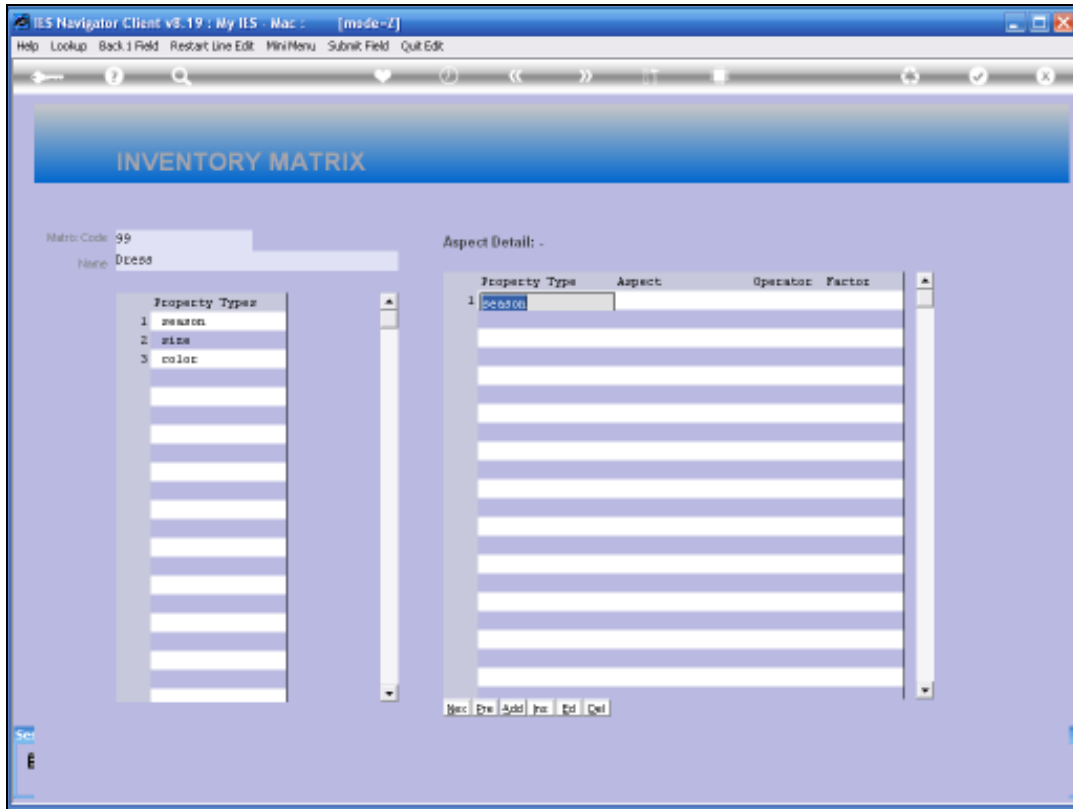 IES Navigator Client v8.19 : My IES - Mac : [mode=Z]
Help Lookup Back 1 Field Restart Line Edit MiniMenu Submit Field Quit Edit
INVENTORY MATRIX
Matrix Code 99
Name Dress
Aspect Detail: -
Property Types
1 season
2 size
3 color
Property Type Aspect Operator Factor
1 season
Nex Pre Add Ins Ed Del